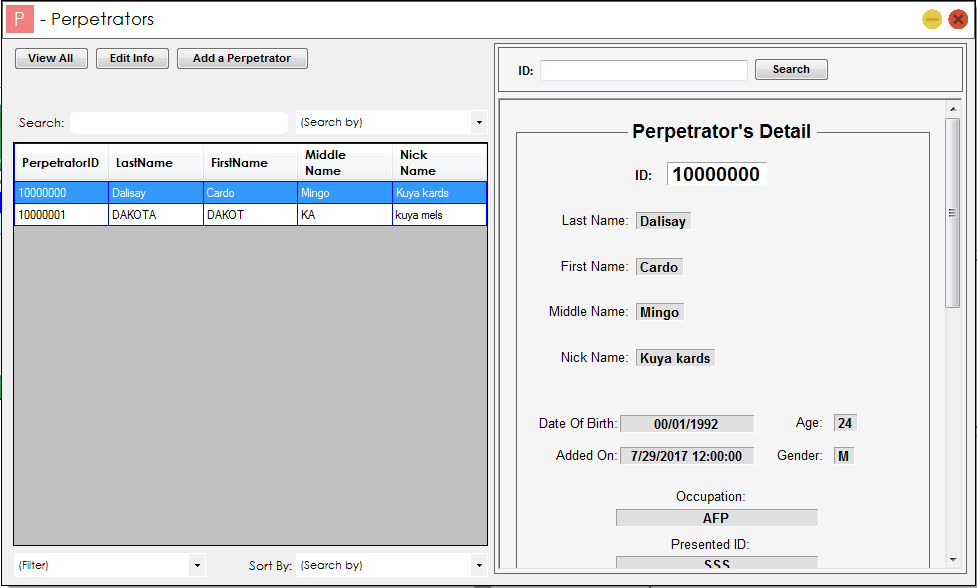 P - Perpetrators
View All Edit Info Add a Perpetrator
ID: Search
Search: (Search by)
PerpetratorID LastName FirstName Middle Name Nick Name
10000000 Dalisay Cardo Mingo Kuya kards
10000001 DAKOTA DAKOT KA kuya mels
(Filter) Sort By: (Search by)
Perpetrator's Detail
ID: 10000000
Last Name: Dalisay
First Name: Cardo
Middle Name: Mingo
Nick Name: Kuya kards
Date Of Birth: 00/01/1992 Age: 24
Added On: 7/29/2017 12:00:00 Gender: M
Occupation:
AFP
Presented ID:
SSS